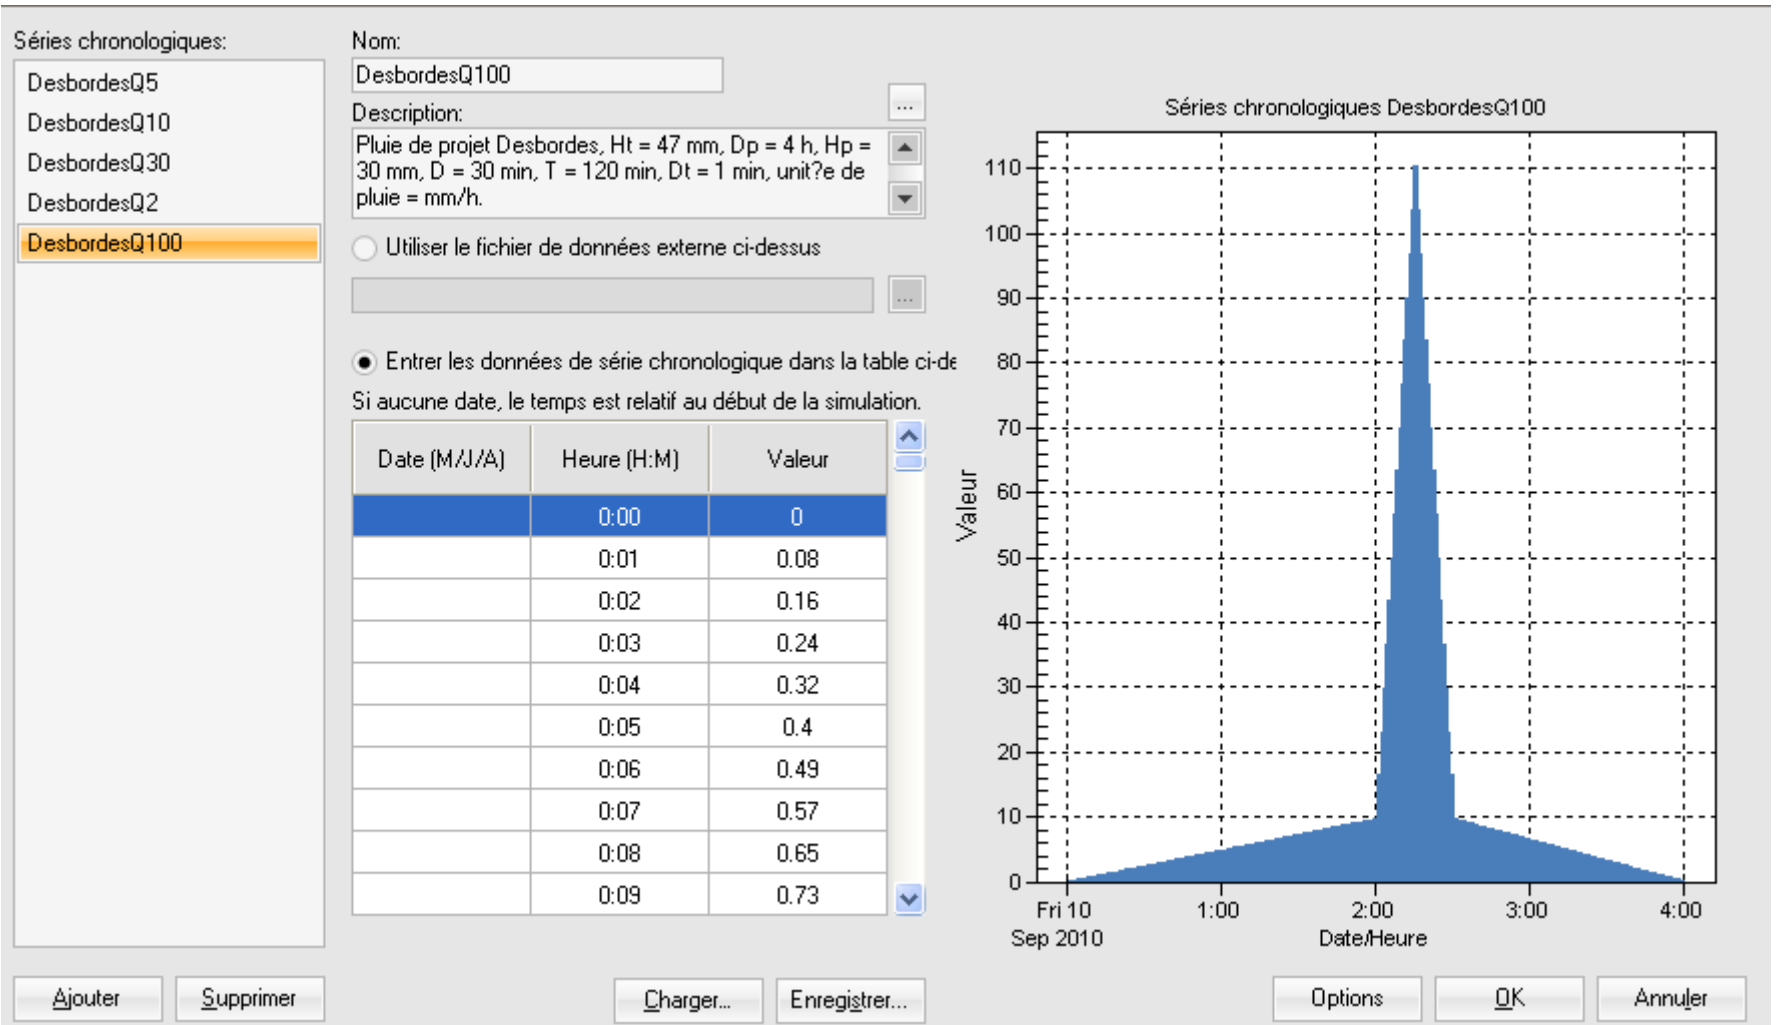 Séries chronologiques:
DesbordesQ5
DesbordesQ10
DesbordesQ30
DesbordesQ2
DesbordesQ100
Nom:
DesbordesQ100
...
Description:
Pluie de projet Desbordes, Ht = 47 mm, Dp = 4 h, Hp =
30 mm, D = 30 min, T = 120 min, Dt = 1 min, unit?e de
pluie = mm/h.
Utiliser le fichier de données externe ci-dessus
...
Entrer les données de série chronologique dans la table ci-de
Si aucune date, le temps est relatif au début de la simulation.
Date (M/J/A) Heure (H:M) Valeur
0:00 0
0:01 0.08
0:02 0.16
0:03 0.24
0:04 0.32
0:05 0.4
0:06 0.49
0:07 0.57
0:08 0.65
0:09 0.73
Séries chronologiques DesbordesQ100
Valeur
110
100
90
80
70
60
50
40
30
20
10
0
Fri 10 1:00 2:00 3:00 4:00
Sep 2010 Date/Heure
Ajouter Supprimer Charger... Enregistrer... Options OK Annuler